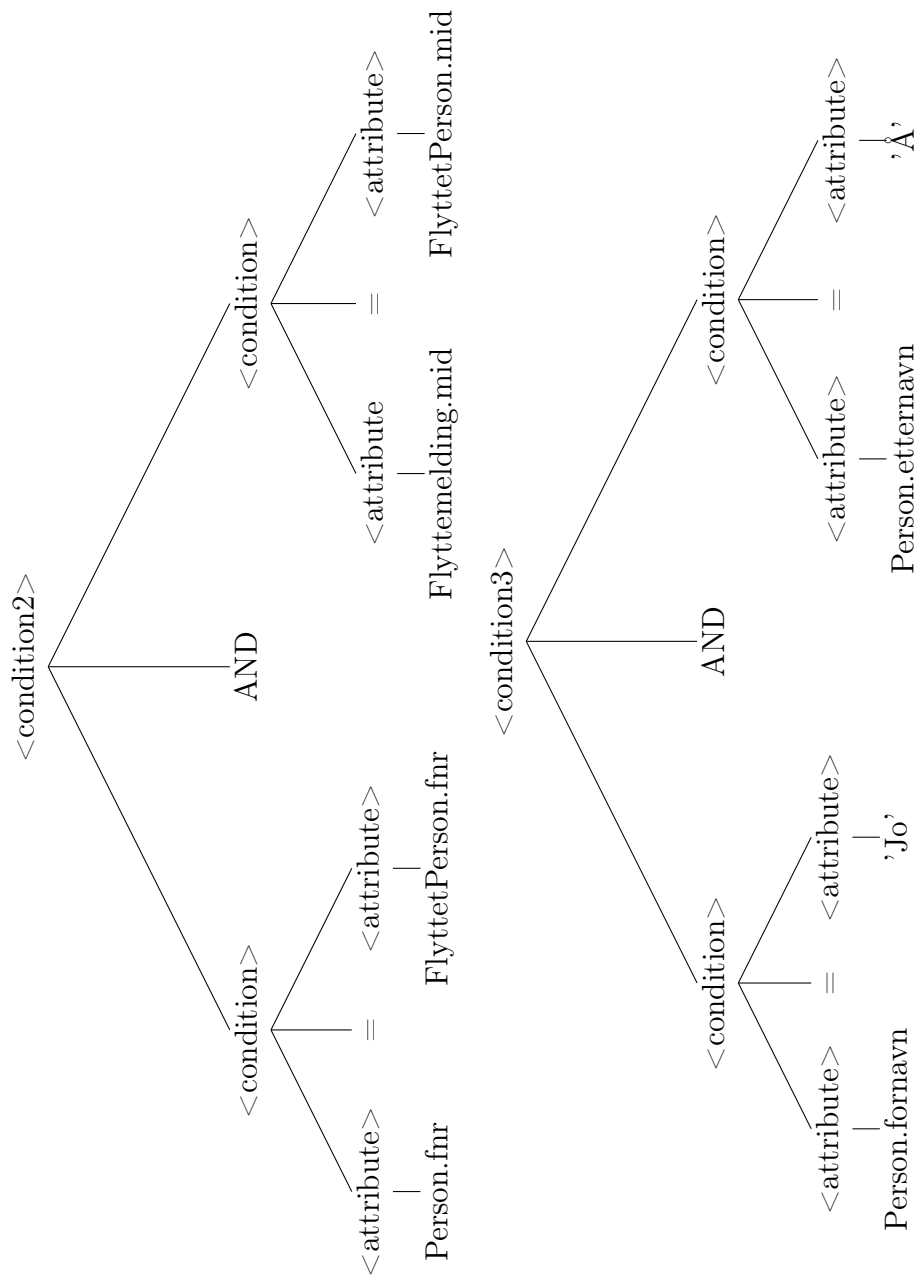 <condition2>
<condition> AND <condition>
<attribute> = <attribute> <attribute = <attribute>
Person.fnr FlyttetPerson.fnr Flyttemelding.mid FlyttetPerson.mid
<condition3>
<condition> AND <condition>
<attribute> = <attribute> <attribute> = <attribute>
Person.fornavn 'Jo' Person.etternavn 'Å'